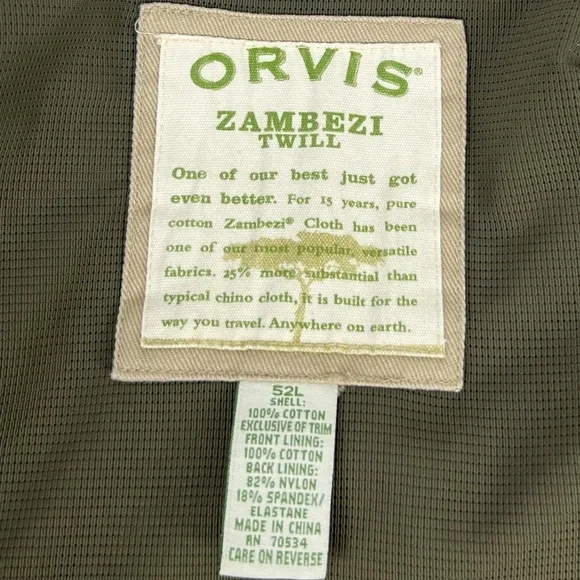 ORVIS®
ZAMBEZI
TWILL
One of our best just got
even better. For 15 years, pure
cotton Zambezi® Cloth has been
one of our most popular, versatile
fabrics. 25% more substantial than
typical chino cloth, it is built for the
way you travel. Anywhere on earth.
52L
SHELL:
100% COTTON
EXCLUSIVE OF TRIM
FRONT LINING:
100% COTTON
BACK LINING:
82% NYLON
18% SPANDEX/
ELASTANE
MADE IN CHINA
RN 70534
CARE ON REVERSE